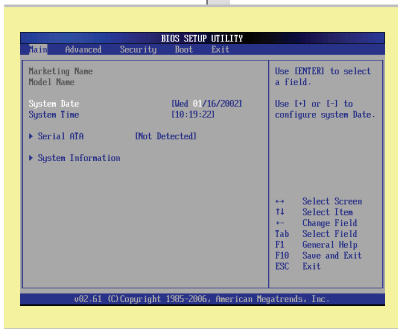 BIOS SETUP UTILITY
Main Advanced Security Boot Exit
Marketing Name
Model Name
System Date [Wed 01/16/2002]
System Time [10:19:22]
▶ Serial ATA [Not Detected]
▶ System Information
Use [ENTER] to select
a field.
Use [+] or [-] to
configure system Date.
↔ Select Screen
↑↓ Select Item
+- Change Field
Tab Select Field
F1 General Help
F10 Save and Exit
ESC Exit
v02.61 (C)Copyright 1985-2006, American Megatrends, Inc.